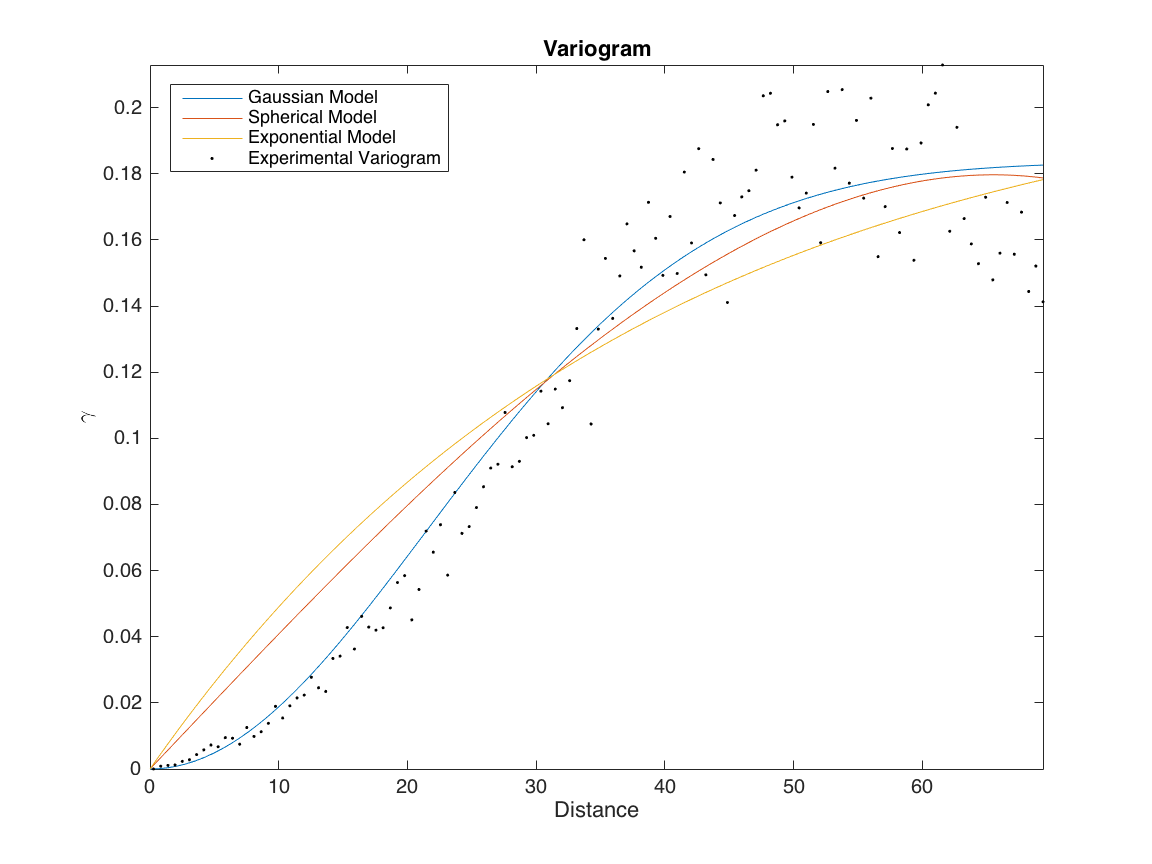 Variogram
Gaussian Model
Spherical Model
Exponential Model
Experimental Variogram
0.2
0.18
0.16
0.14
0.12
0.1
0.08
0.06
0.04
0.02
0
γ
0 10 20 30 40 50 60
Distance